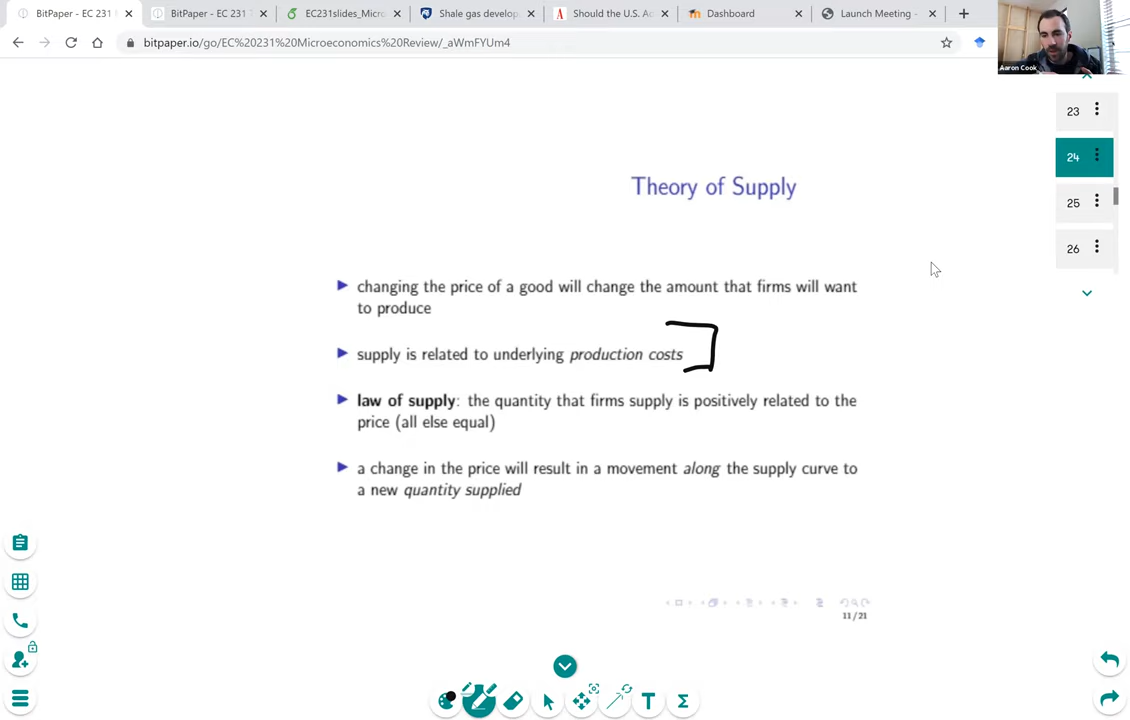 BitPaper - EC 231
BitPaper - EC 231
EC231slides_Micro
Shale gas develop
Should the U.S. Ad
Dashboard
Launch Meeting -
bitpaper.io/go/EC%20231%20Microeconomics%20Review/_aWmFYUm4
Aaron Cook
23
24
25
26
Theory of Supply
changing the price of a good will change the amount that firms will want
to produce
supply is related to underlying production costs
law of supply: the quantity that firms supply is positively related to the
price (all else equal)
a change in the price will result in a movement along the supply curve to
a new quantity supplied
11/21
T
Σ